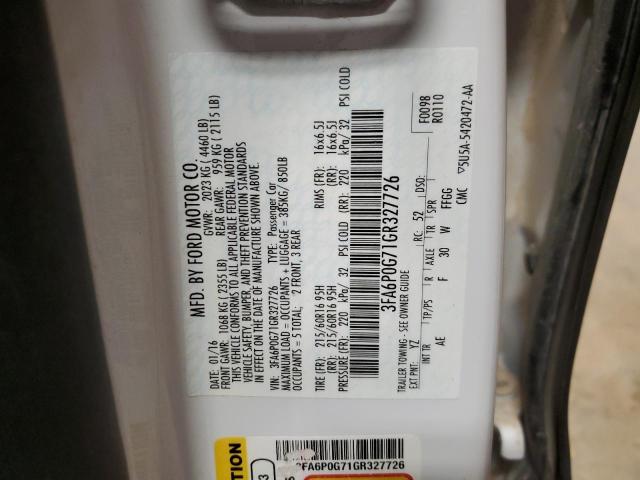 MFD. BY FORD MOTOR CO.
DATE: 01/16 GVWR: 2023 KG ( 4460 LB)
FRONT GAWR: 1068 KG ( 2355 LB) REAR GAWR: 959 KG ( 2115 LB)
THIS VEHICLE CONFORMS TO ALL APPLICABLE FEDERAL MOTOR
VEHICLE SAFETY, BUMPER, AND THEFT PREVENTION STANDARDS
IN EFFECT ON THE DATE OF MANUFACTURE SHOWN ABOVE.
VIN: 3FA6P0G71GR327726 TYPE: Passenger Car
MAXIMUM LOAD = OCCUPANTS + LUGGAGE = 385KG/ 850LB
OCCUPANTS = 5 TOTAL; 2 FRONT, 3 REAR
TIRE (FR): 215/60R16 95H RIMS (FR): 16x6.5J
(RR): 215/60R16 95H (RR): 16x6.5J
PRESSURE (FR): 220 kPa/ 32 PSI COLD (RR): 220 kPa/ 32 PSI COLD
3FA6P0G71GR327726
TRAILER TOWING - SEE OWNER GUIDE
F0098
R0110
EXT PNT: YZ RC: 52 DSO:
INT TR TP/PS R AXLE TR SPR
AE F 30 W FFGG
CMC 5U5A-5420472-AA
3FA6P0G71GR327726